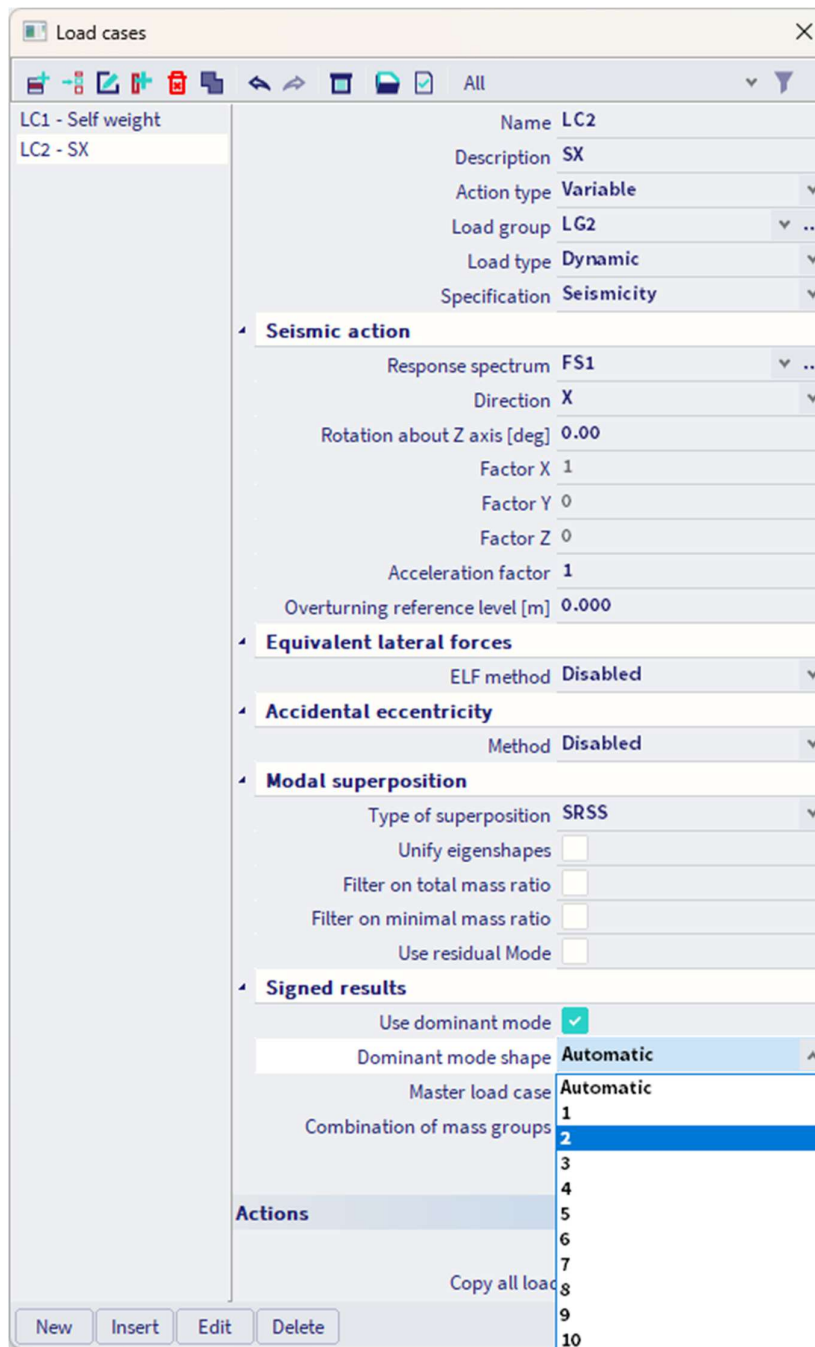 Load cases
All
LC1 - Self weight
LC2 - SX
Name LC2
Description SX
Action type Variable
Load group LG2 ..
Load type Dynamic
Specification Seismicity
Seismic action
Response spectrum FS1 ..
Direction X
Rotation about Z axis [deg] 0.00
Factor X 1
Factor Y 0
Factor Z 0
Acceleration factor 1
Overturning reference level [m] 0.000
Equivalent lateral forces
ELF method Disabled
Accidental eccentricity
Method Disabled
Modal superposition
Type of superposition SRSS
Unify eigenshapes
Filter on total mass ratio
Filter on minimal mass ratio
Use residual Mode
Signed results
Use dominant mode
Dominant mode shape Automatic
Master load case
Combination of mass groups
Automatic
1
2
3
4
5
6
7
8
9
10
Actions
Copy all load
New Insert Edit Delete